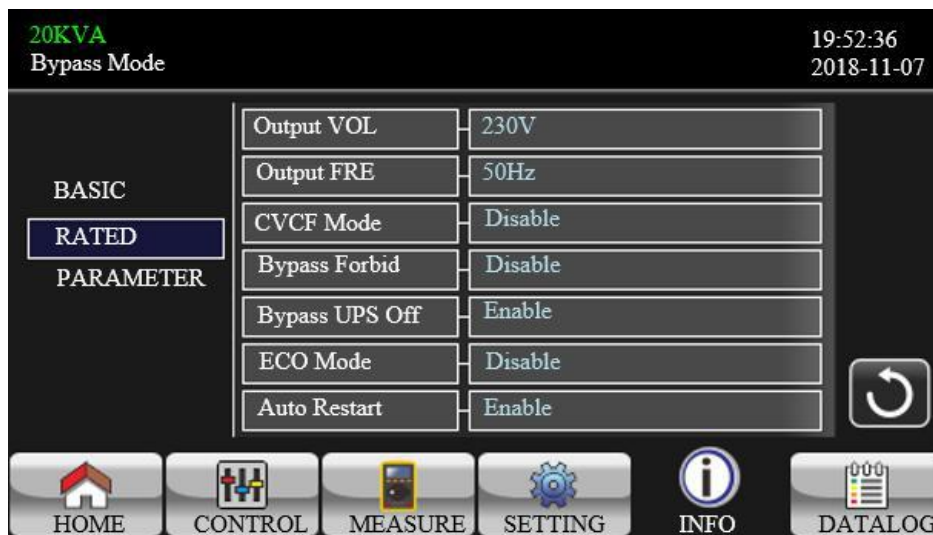 20KVA
Bypass Mode
19:52:36
2018-11-07
BASIC
RATED
PARAMETER
Output VOL 230V
Output FRE 50Hz
CVCF Mode Disable
Bypass Forbid Disable
Bypass UPS Off Enable
ECO Mode Disable
Auto Restart Enable
HOME CONTROL MEASURE SETTING INFO DATALOG